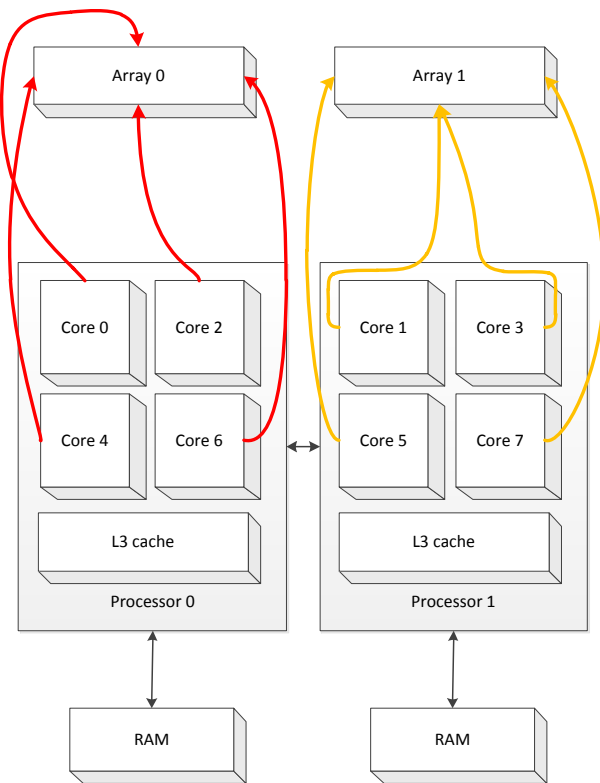 Array 0
Array 1
Core 0
Core 2
Core 1
Core 3
Core 4
Core 6
Core 5
Core 7
L3 cache
L3 cache
Processor 0
Processor 1
RAM
RAM